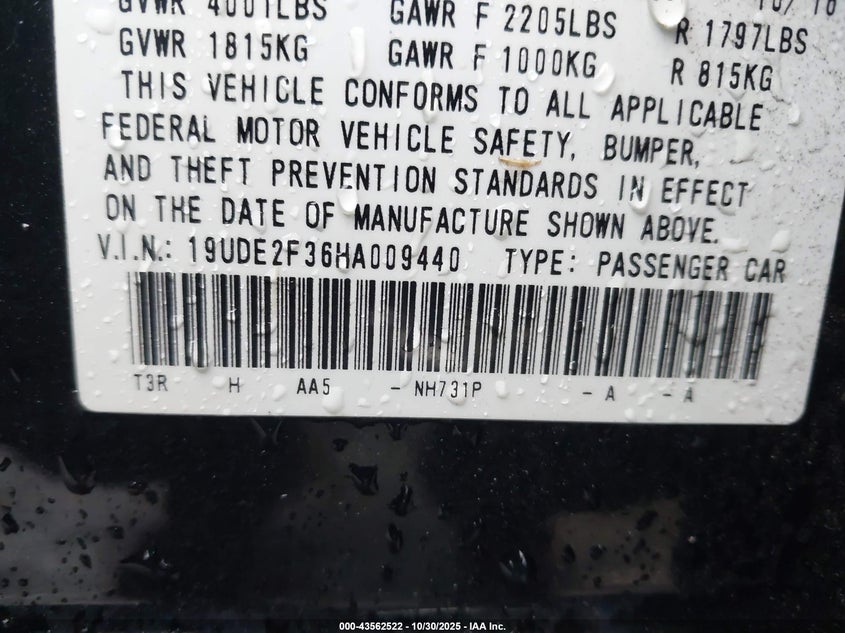 GVWR 4001LBS GAWR F 2205LBS R 1797LBS
GVWR 1815KG GAWR F 1000KG R 815KG
THIS VEHICLE CONFORMS TO ALL APPLICABLE
FEDERAL MOTOR VEHICLE SAFETY, BUMPER,
AND THEFT PREVENTION STANDARDS IN EFFECT
ON THE DATE OF MANUFACTURE SHOWN ABOVE.
V.I.N.: 19UDE2F36HA009440 TYPE: PASSENGER CAR
T3R H AA5 - NH731P - A - A
000-43562522 - 10/30/2025 - IAA Inc.